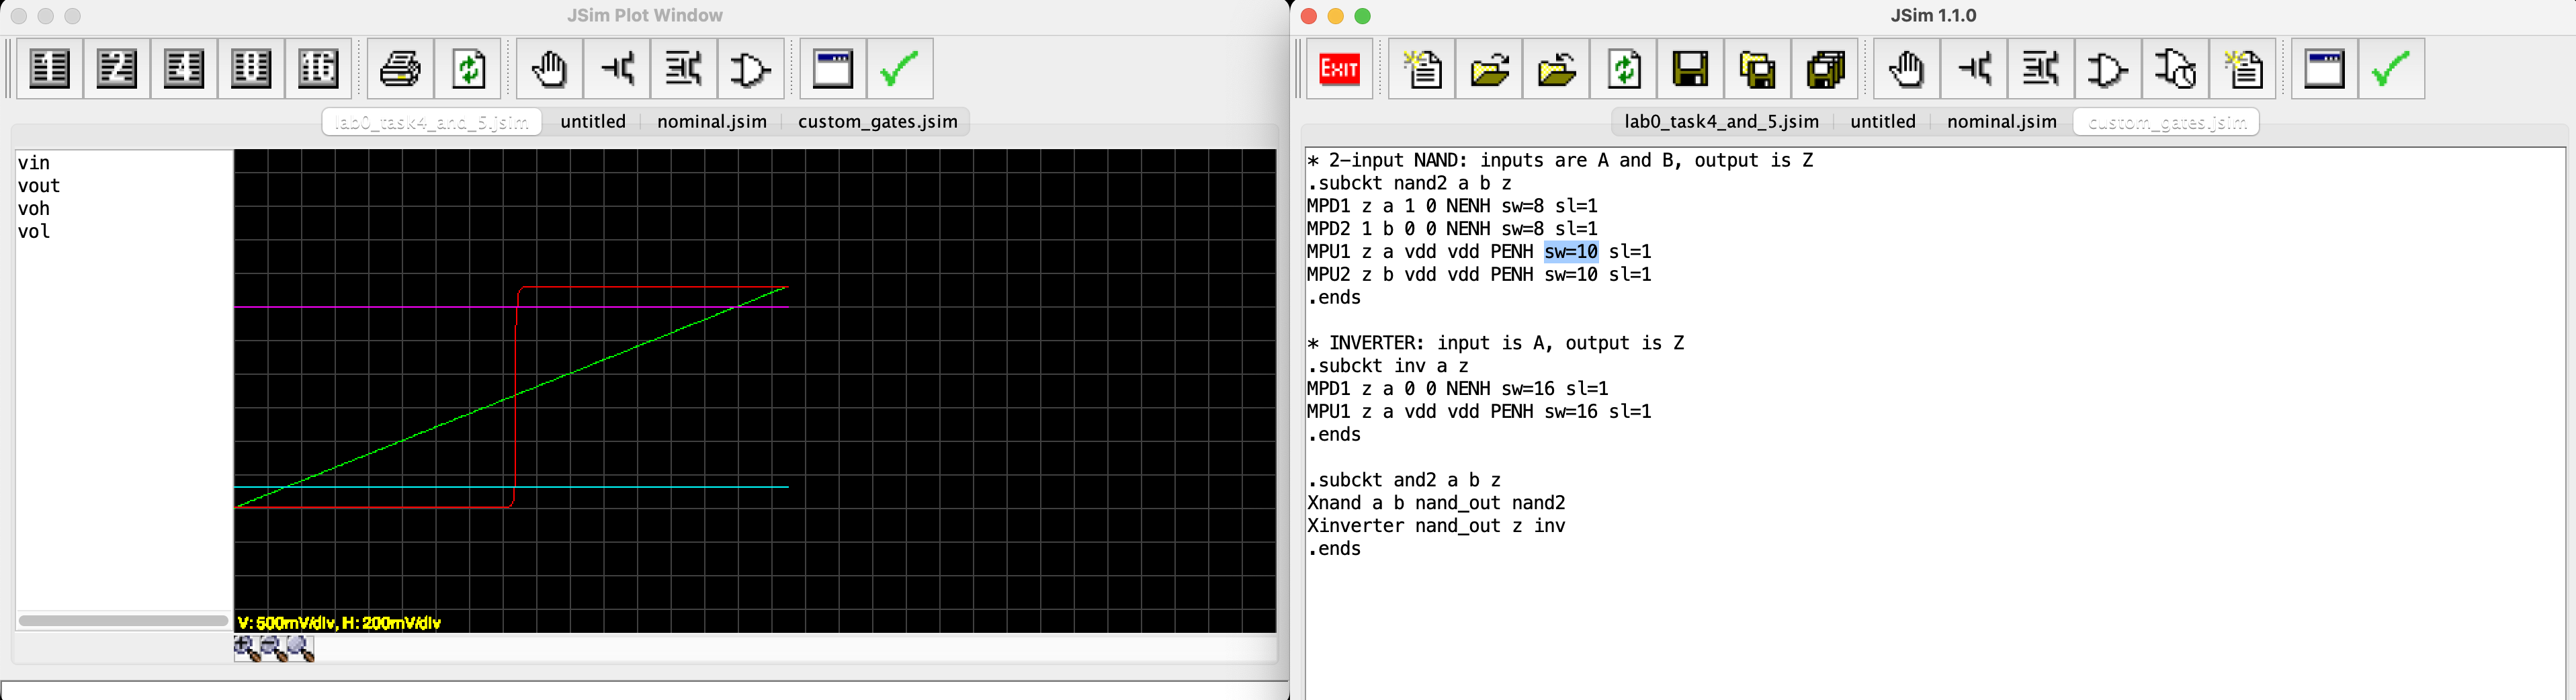 JSim Plot Window
1 2 4 8 16
lab0_task4_and_5.jsim untitled nominal.jsim custom_gates.jsim
vin
vout
voh
vol
V: 500mV/div, H: 200mV/div
JSim 1.1.0
EXIT
lab0_task4_and_5.jsim untitled nominal.jsim custom_gates.jsim
* 2-input NAND: inputs are A and B, output is Z
.subckt nand2 a b z
MPD1 z a 1 0 NENH sw=8 sl=1
MPD2 1 b 0 0 NENH sw=8 sl=1
MPU1 z a vdd vdd PENH sw=10 sl=1
MPU2 z b vdd vdd PENH sw=10 sl=1
.ends
* INVERTER: input is A, output is Z
.subckt inv a z
MPD1 z a 0 0 NENH sw=16 sl=1
MPU1 z a vdd vdd PENH sw=16 sl=1
.ends
.subckt and2 a b z
Xnand a b nand_out nand2
Xinverter nand_out z inv
.ends